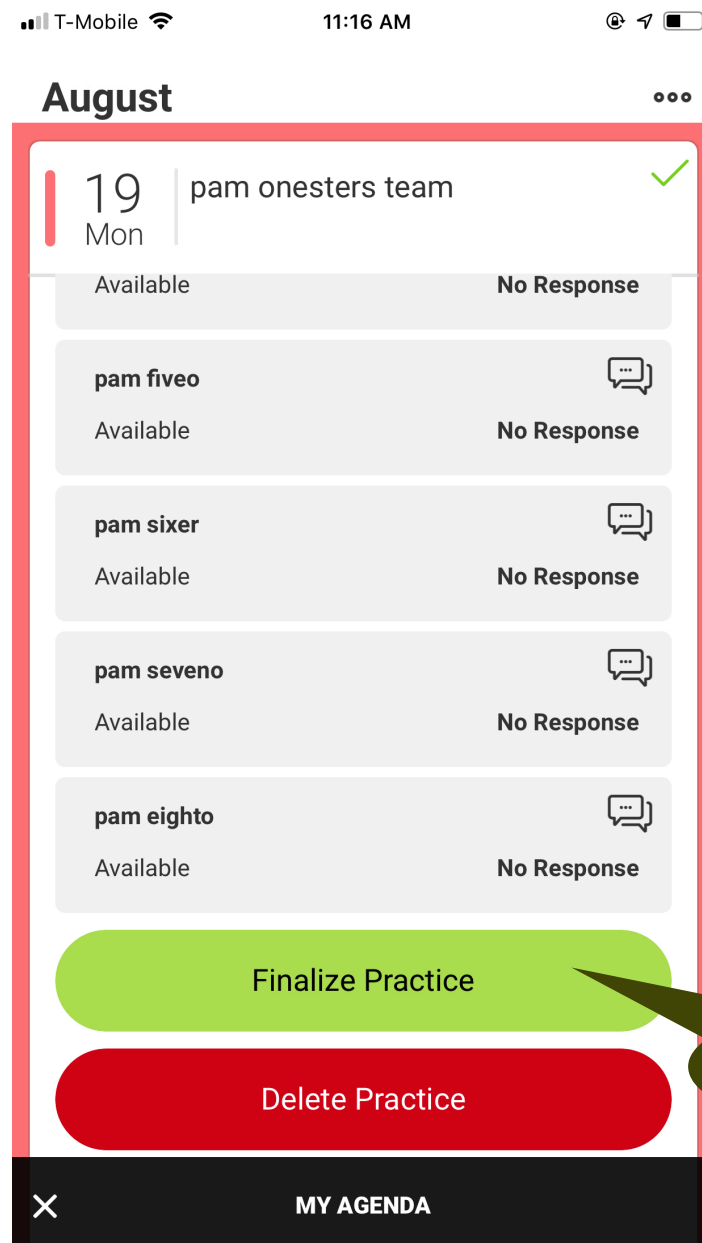 T-Mobile 11:16 AM
August
19 pam onesters team
Mon
Available No Response
pam fiveo
Available No Response
pam sixer
Available No Response
pam seveno
Available No Response
pam eighto
Available No Response
Finalize Practice
Delete Practice
MY AGENDA